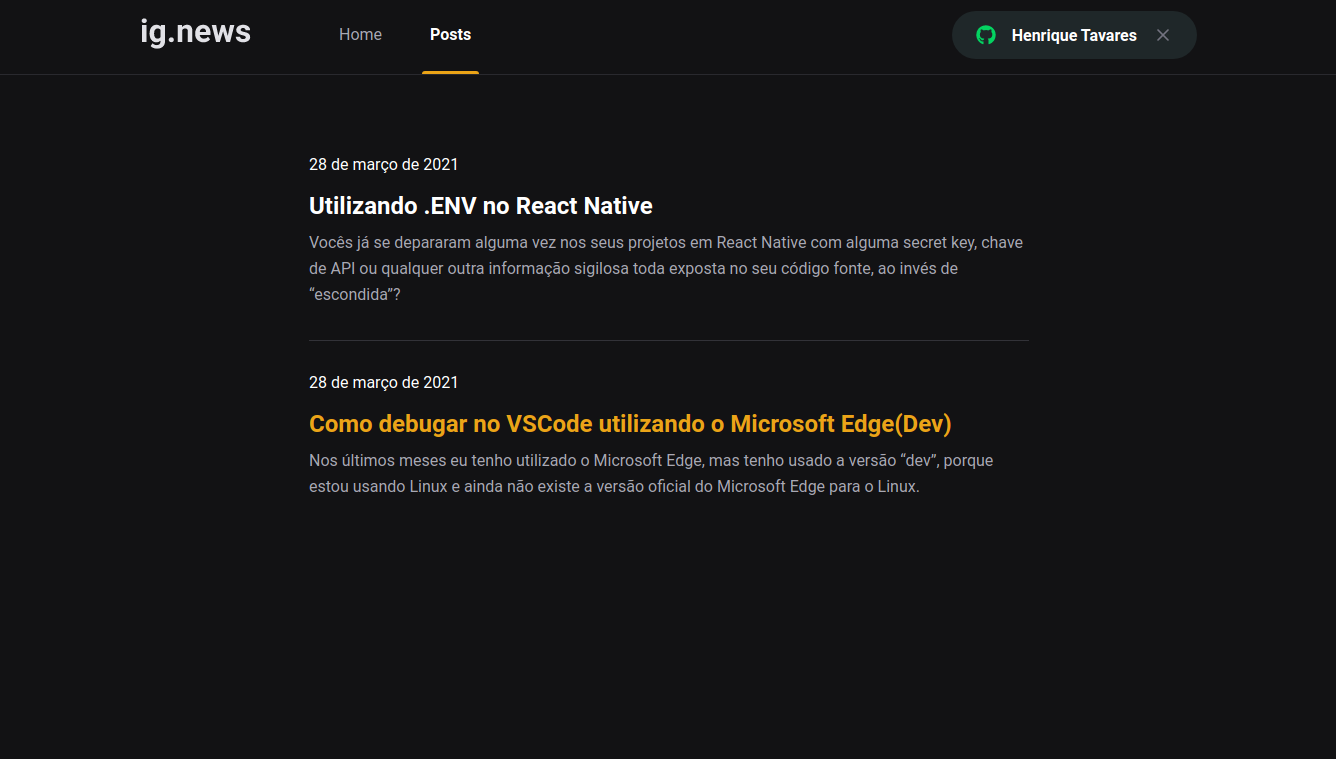 ig.news
Home
Posts
Henrique Tavares
28 de março de 2021
Utilizando .ENV no React Native
Vocês já se depararam alguma vez nos seus projetos em React Native com alguma secret key, chave
de API ou qualquer outra informação sigilosa toda exposta no seu código fonte, ao invés de
“escondida”?
28 de março de 2021
Como debugar no VSCode utilizando o Microsoft Edge(Dev)
Nos últimos meses eu tenho utilizado o Microsoft Edge, mas tenho usado a versão “dev”, porque
estou usando Linux e ainda não existe a versão oficial do Microsoft Edge para o Linux.